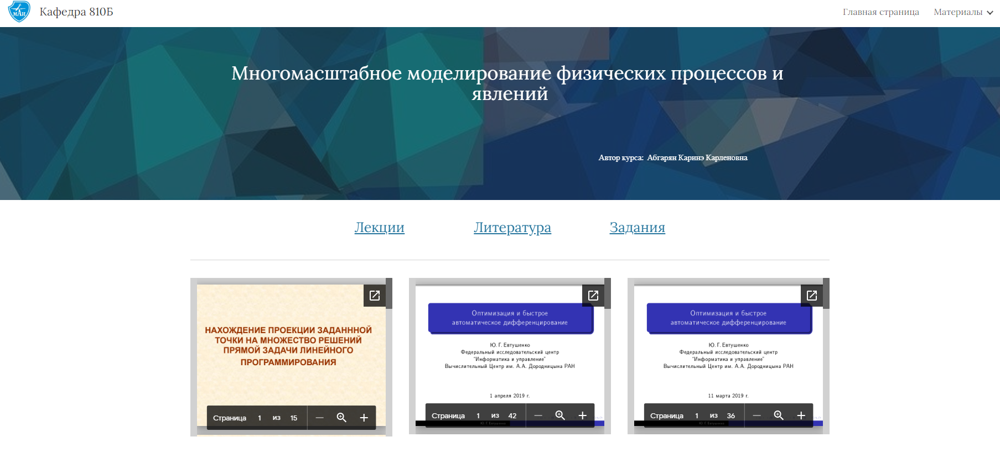 МАИ
Кафедра 810Б
Главная страница
Материалы
Многомасштабное моделирование физических процессов и
явлений
Автор курса: Абгарян Каринэ Карленовна
Лекции
Литература
Задания
НАХОЖДЕНИЕ ПРОЕКЦИИ ЗАДАНННОЙ
ТОЧКИ НА МНОЖЕСТВО РЕШЕНИЙ
ПРЯМОЙ ЗАДАЧИ ЛИНЕЙНОГО
ПРОГРАММИРОВАНИЯ
Страница 1 из 15
Оптимизация и быстрое
автоматическое дифференцирование
Ю. Г. Евтушенко
Федеральный исследовательский центр
"Информатика и управление"
Вычислительный Центр им. А.А. Дородницына РАН
1 апреля 2019 г.
Страница 1 из 42
Ю. Г. Евтушенко
Оптимизация и быстрое
автоматическое дифференцирование
Ю. Г. Евтушенко
Федеральный исследовательский центр
"Информатика и управление"
Вычислительный Центр им. А.А. Дородницына РАН
11 марта 2019 г.
Страница 1 из 36
Ю. Г. Евтушенко